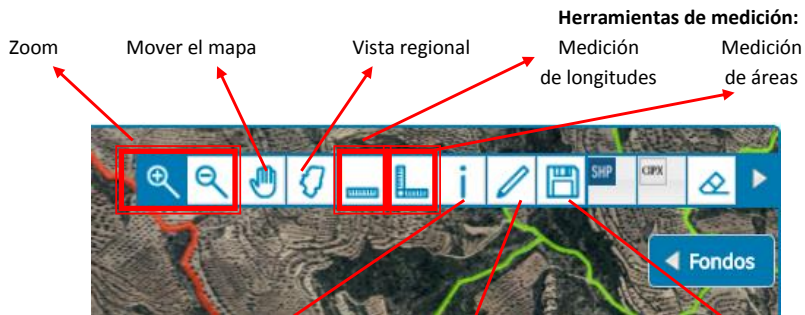 Herramientas de medición:
Zoom Mover el mapa Vista regional Medición Medición
de longitudes de áreas
SHP GPX
Fondos